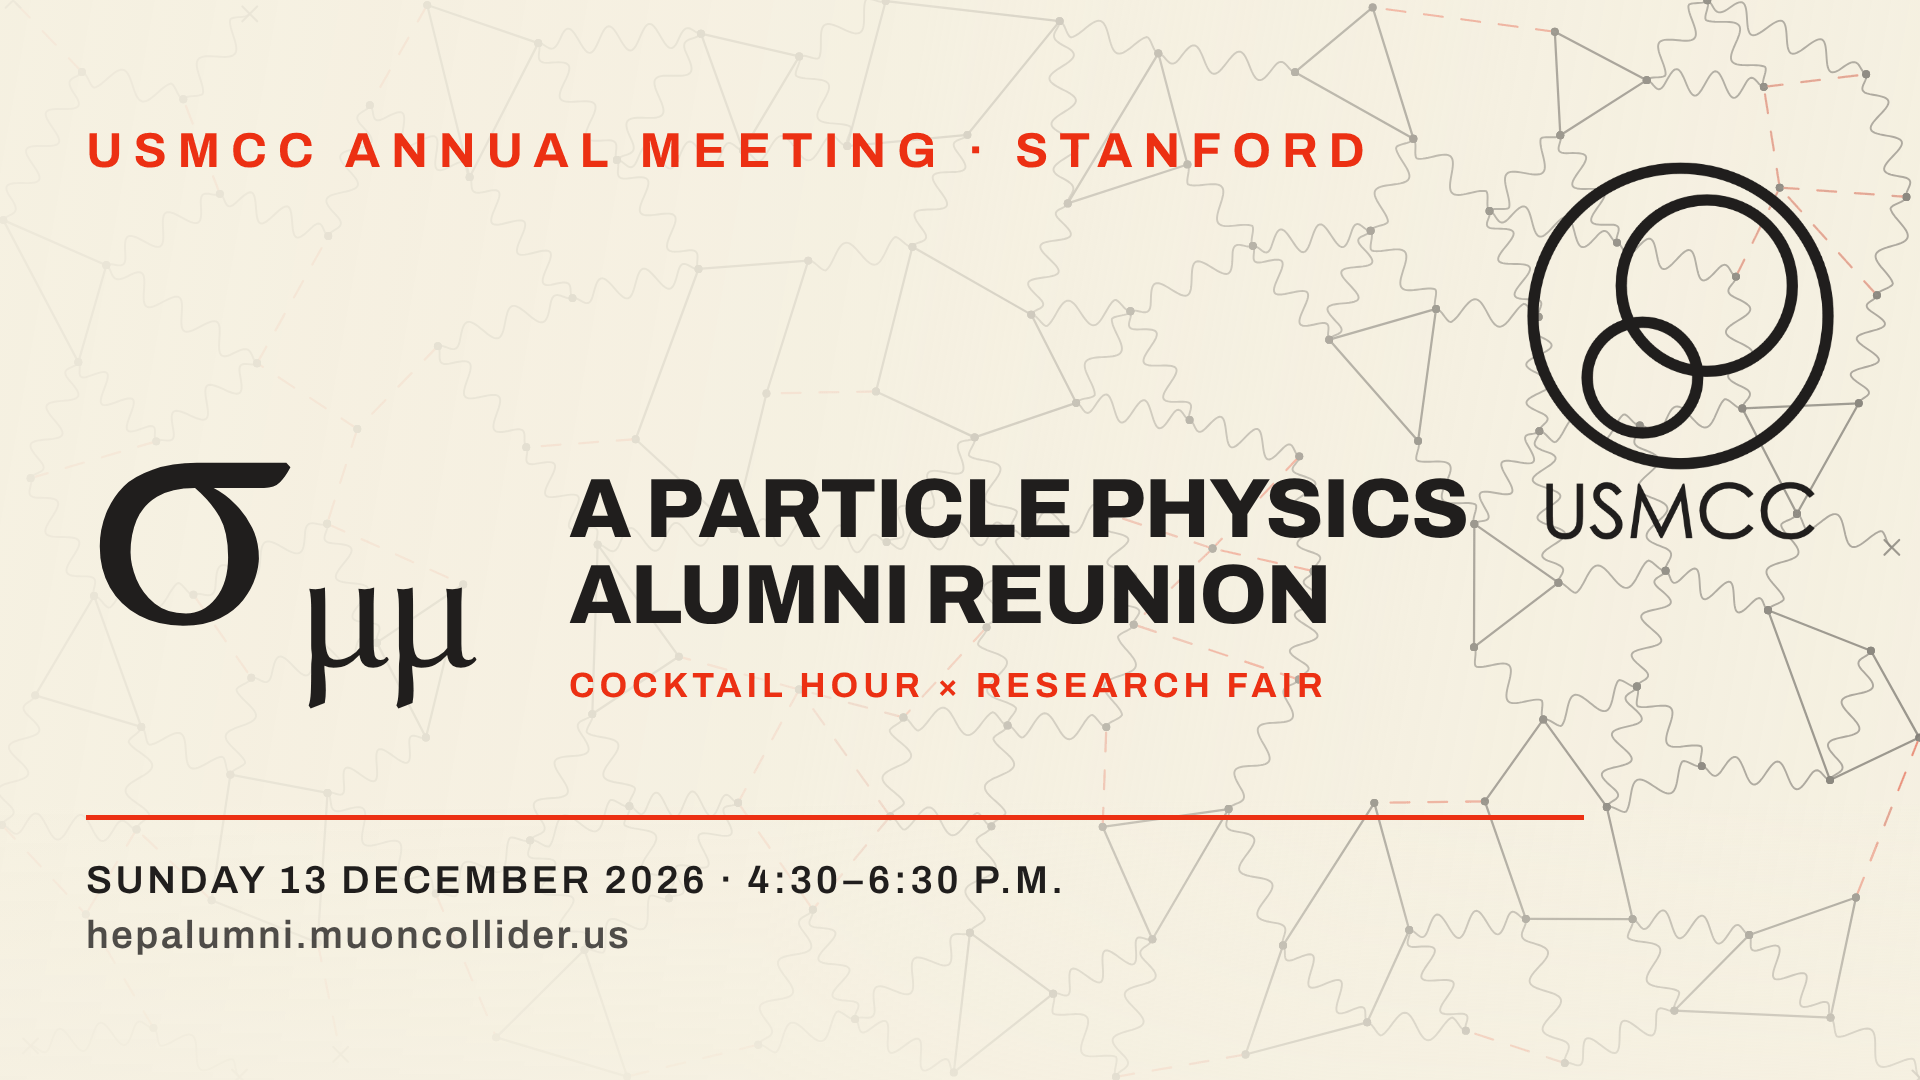 USMCC ANNUAL MEETING · STANFORD
σμμ
A PARTICLE PHYSICS
ALUMNI REUNION
COCKTAIL HOUR × RESEARCH FAIR
USMCC
SUNDAY 13 DECEMBER 2026 · 4:30–6:30 P.M.
hepalumni.muoncollider.us